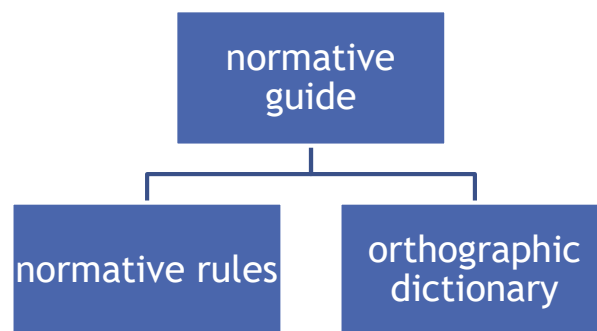 normative
guide
normative rules
orthographic
dictionary